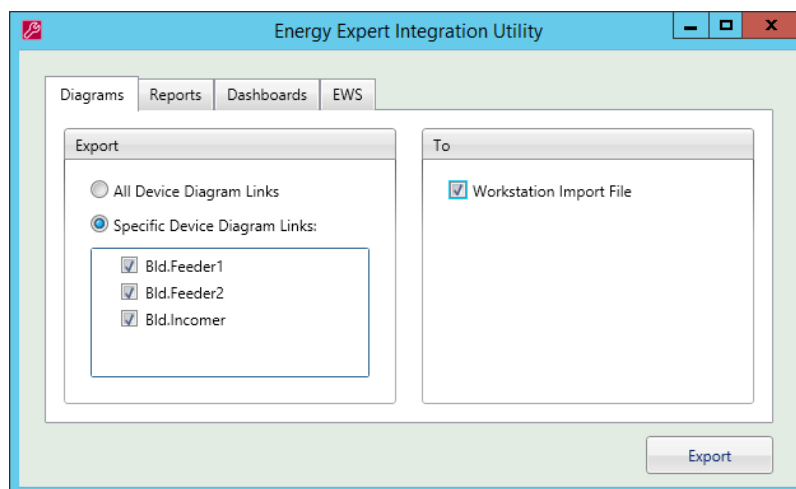 Energy Expert Integration Utility
Diagrams Reports Dashboards EWS
Export
All Device Diagram Links
Specific Device Diagram Links:
Bld.Feeder1
Bld.Feeder2
Bld.Incomer
To
Workstation Import File
Export